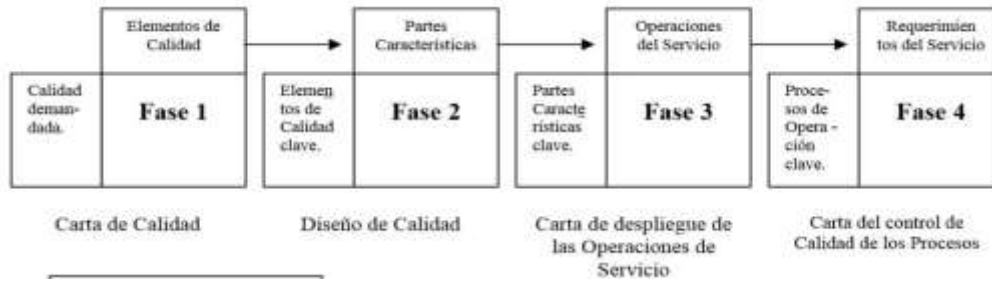 Elementos de
Calidad
Partes
Características
Operaciones
del Servicio
Requerimien
tos del Servicio
Calidad
deman-
dada.
Fase 1
Elemen
tos de
Calidad
clave.
Fase 2
Partes
Caracte
rísticas
clave.
Fase 3
Proce-
sos de
Opera -
ción
clave.
Fase 4
Carta de Calidad
Diseño de Calidad
Carta de despliegue de
las Operaciones de
Servicio
Carta del control de
Calidad de los Procesos